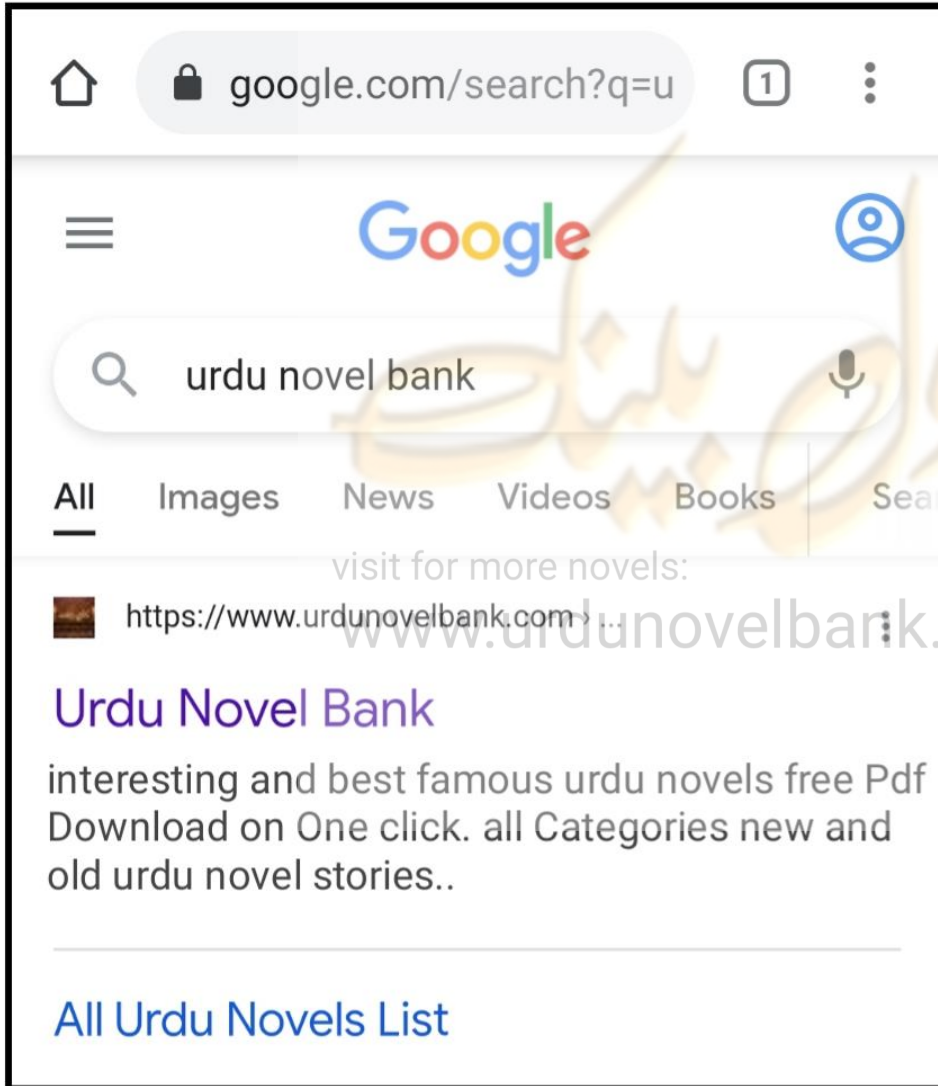 google.com/search?q=u
1
Google
urdu novel bank
All Images News Videos Books Sea
visit for more novels:
https://www.urdunovelbank.com › ...
www.urdunovelbank.
Urdu Novel Bank
interesting and best famous urdu novels free Pdf
Download on One click. all Categories new and
old urdu novel stories..
All Urdu Novels List